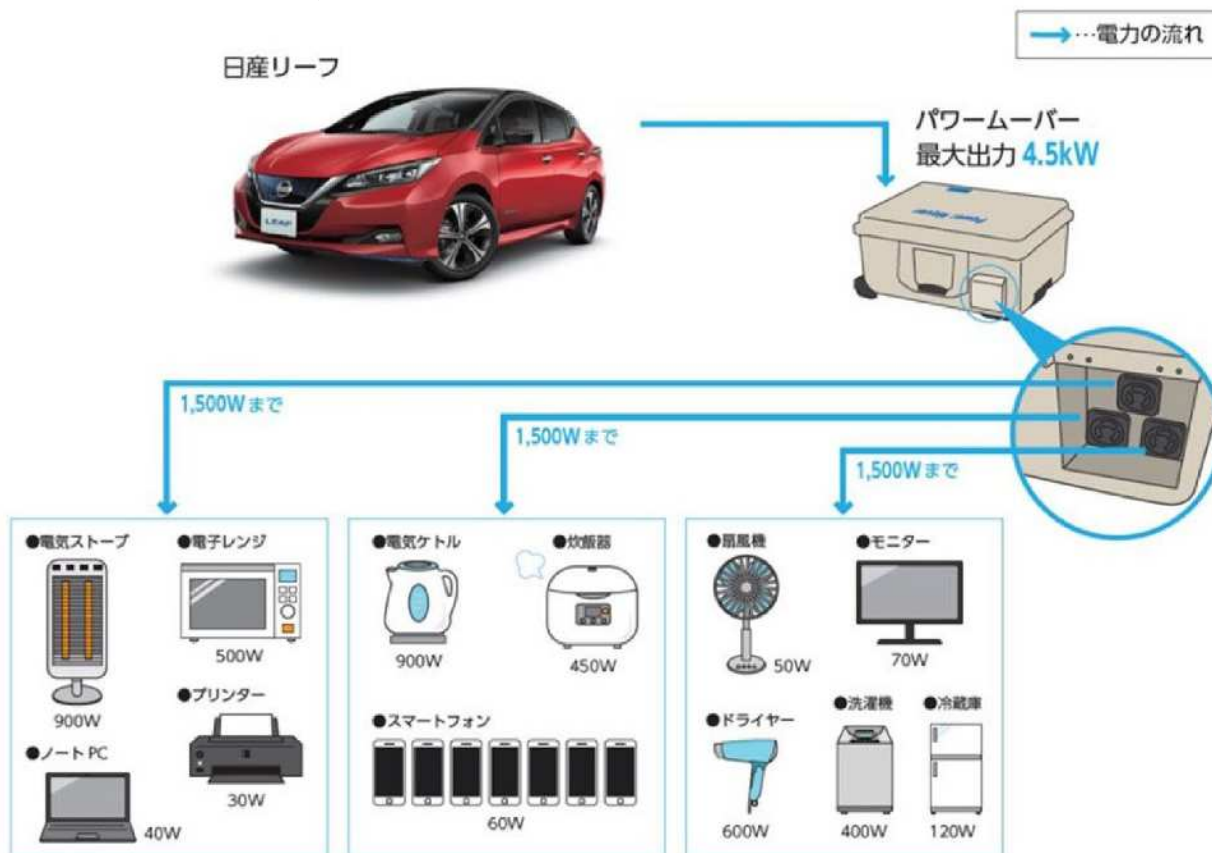 →…電力の流れ
日産リーフ
LEAF
パワームーバー
最大出力 4.5kW
Power Mover
1,500Wまで
1,500Wまで
1,500Wまで
●電気ストーブ
●電子レンジ
500W
900W
●プリンター
30W
●ノートPC
40W
●電気ケトル
●炊飯器
900W
450W
●スマートフォン
60W
●扇風機
●モニター
50W
70W
●ドライヤー
●洗濯機
●冷蔵庫
600W
400W
120W